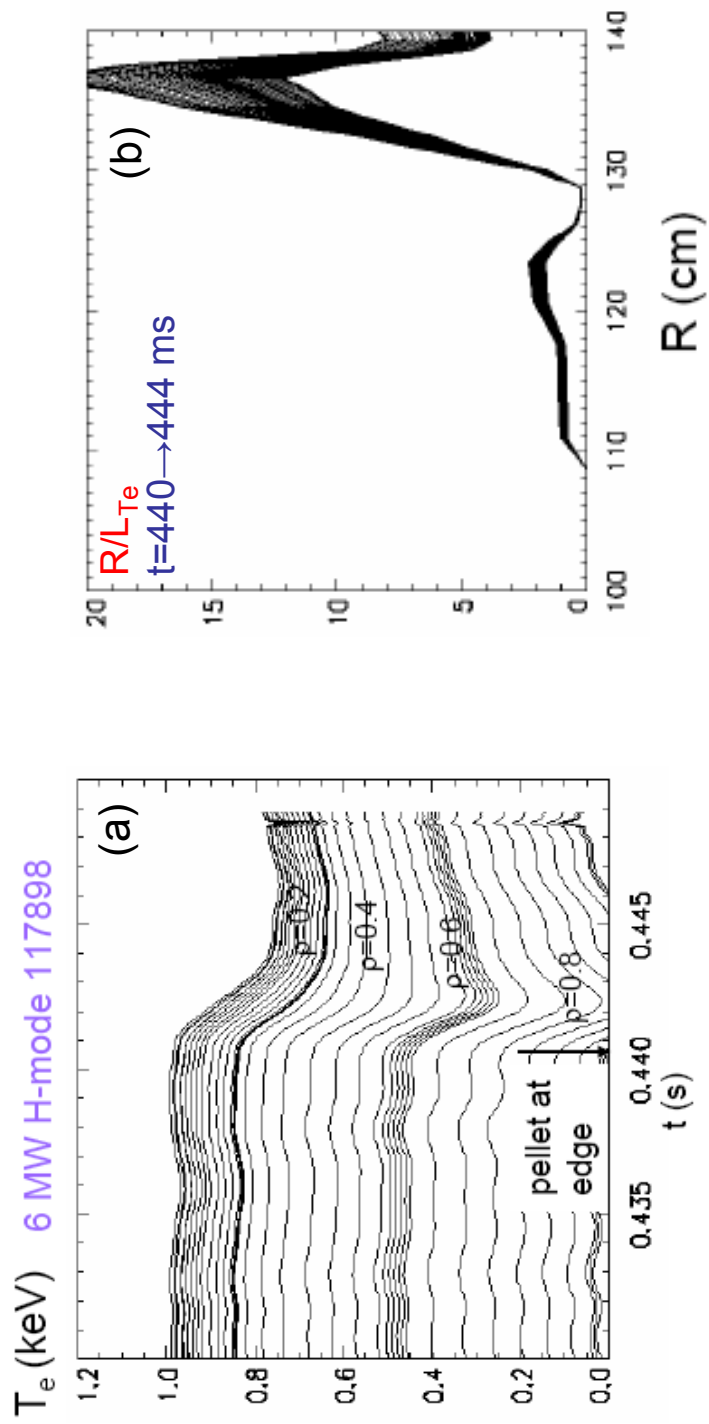 T_e (keV) 6 MW H-mode 117898
(a)
1.2
1.0
0.8
0.6
0.4
0.2
0.0
ρ=0.2
ρ=0.4
ρ=0.6
ρ=0.8
pellet at
edge
0.435
0.440
0.445
t (s)
(b)
R/L_Te
t=440→444 ms
20
15
10
5
0
100
110
120
130
140
R (cm)